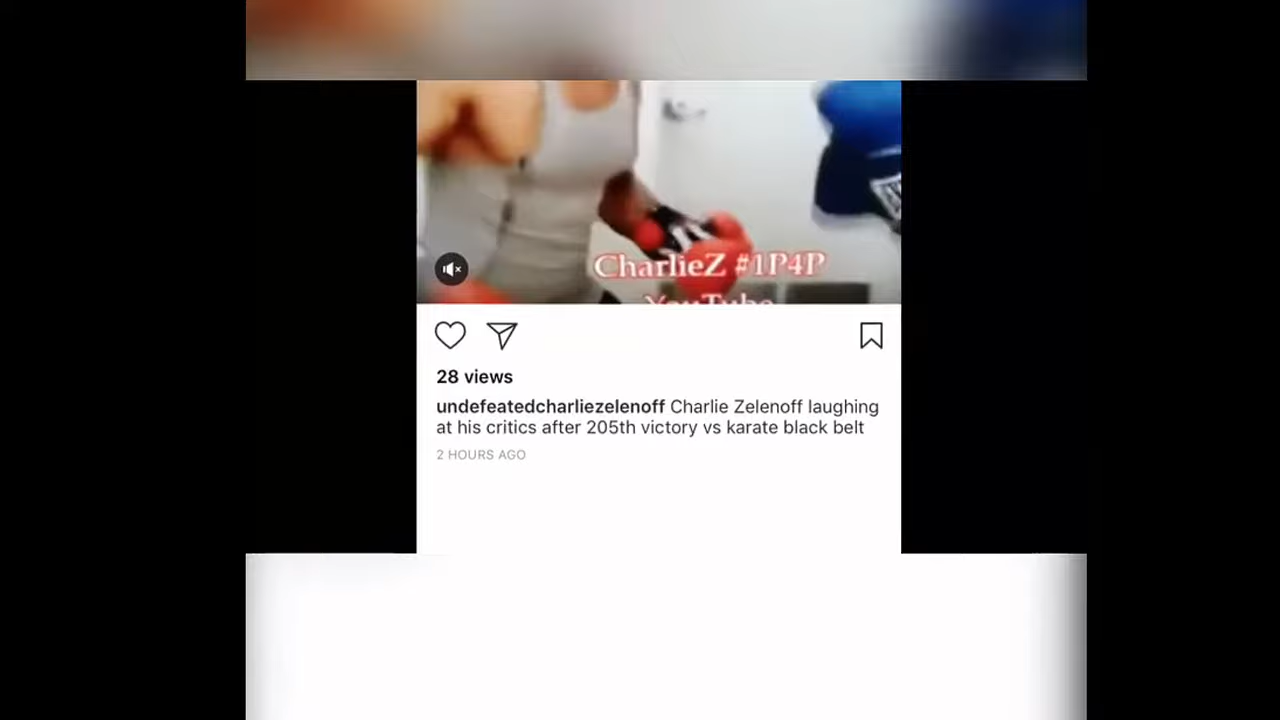 CharlieZ #1P4P
YouTube
28 views
undefeatedcharliezelenoff Charlie Zelenoff laughing
at his critics after 205th victory vs karate black belt
2 HOURS AGO